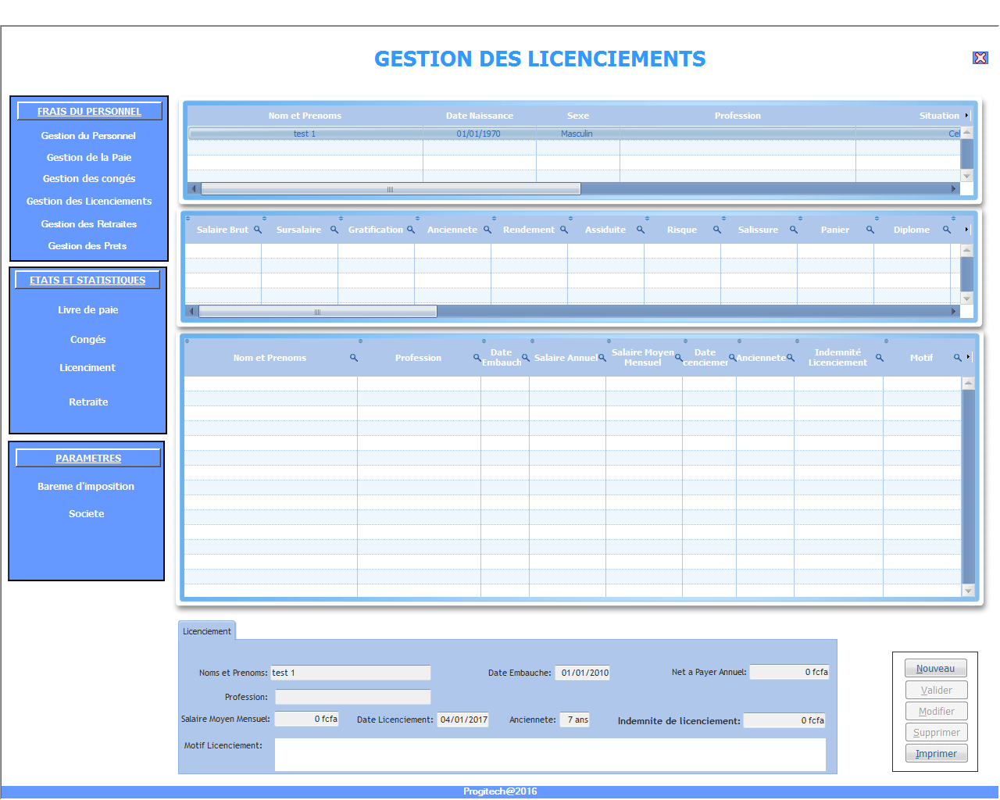 GESTION DES LICENCIEMENTS
FRAIS DU PERSONNEL
Gestion du Personnel
Gestion de la Paie
Gestion des congés
Gestion des Licenciements
Gestion des Retraites
Gestion des Prets
ETATS ET STATISTIQUES
Livre de paie
Congés
Licenciment
Retraite
PARAMETRES
Bareme d'imposition
Societe
Nom et Prenoms Date Naissance Sexe Profession Situation
test 1 01/01/1970 Masculin Cel
Salaire Brut Sursalaire Gratification Anciennete Rendement Assiduite Risque Salissure Panier Diplome
Nom et Prenoms Profession Date Embauch Salaire Annuel Salaire Moyen Mensuel Date cenciemer Anciennete Indemnité Licenciement Motif
Licenciement
Noms et Prenoms: test 1 Date Embauche: 01/01/2010 Net a Payer Annuel: 0 fcfa
Profession:
Salaire Moyen Mensuel: 0 fcfa Date Licenciement: 04/01/2017 Anciennete: 7 ans Indemnite de licenciement: 0 fcfa
Motif Licenciement:
Nouveau
Valider
Modifier
Supprimer
Imprimer
Progitech@2016